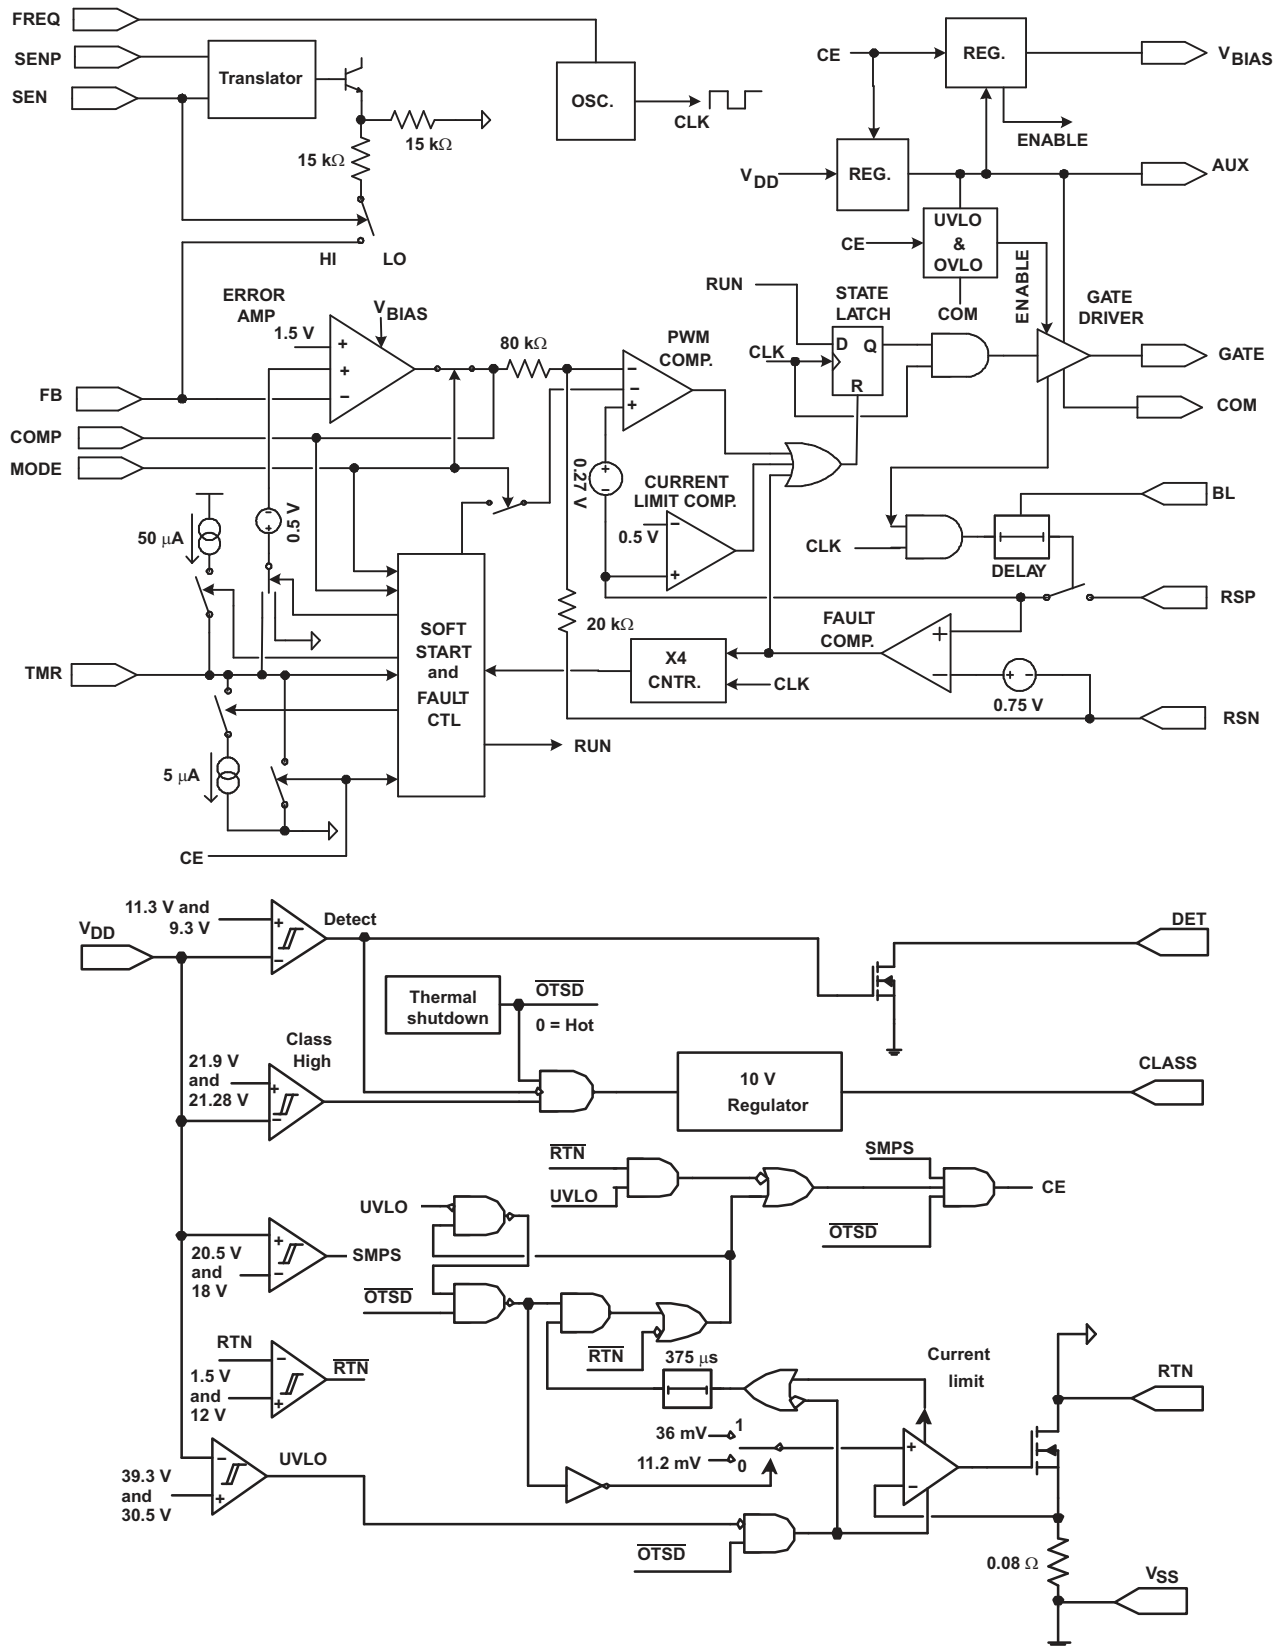 FREQ
SENP
SEN
Translator
15 kΩ
15 kΩ
HI
LO
OSC.
CLK
CE
REG.
VBIAS
ENABLE
VDD
REG.
AUX
CE
UVLO
&
OVLO
ENABLE
COM
GATE
DRIVER
RUN
STATE
LATCH
D
Q
R
CLK
GATE
COM
ERROR
AMP
VBIAS
1.5 V
+
+
−
80 kΩ
PWM
COMP.
−
−
+
FB
COMP
MODE
50 μA
−
+
0.5 V
+
−
0.27 V
CURRENT
LIMIT COMP.
0.5 V
−
+
CLK
DELAY
BL
RSP
20 kΩ
FAULT
COMP.
+
−
+ −
0.75 V
RSN
TMR
SOFT
START
and
FAULT
CTL
X4
CNTR.
CLK
RUN
5 μA
CE
VDD
11.3 V and
9.3 V
+
−
Detect
DET
Thermal
shutdown
OTSD
0 = Hot
Class
High
21.9 V
and
21.28 V
+
−
10 V
Regulator
CLASS
RTN
UVLO
SMPS
OTSD
CE
UVLO
20.5 V
and
18 V
+
−
SMPS
OTSD
RTN
RTN
1.5 V
and
12 V
−
+
RTN
375 μs
Current
limit
RTN
36 mV
1
11.2 mV
0
+
−
39.3 V
and
30.5 V
−
+
UVLO
OTSD
0.08 Ω
VSS